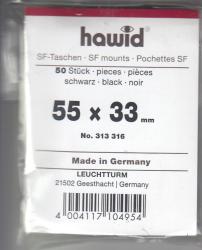 hawid
SF-Taschen · SF mounts · Pochettes SF
50 Stück · pieces · pièces
schwarz · black · noir
55 x 33 mm
No. 313 316
Made in Germany
LEUCHTTURM
21502 Geesthacht | Germany
4 004117 104954